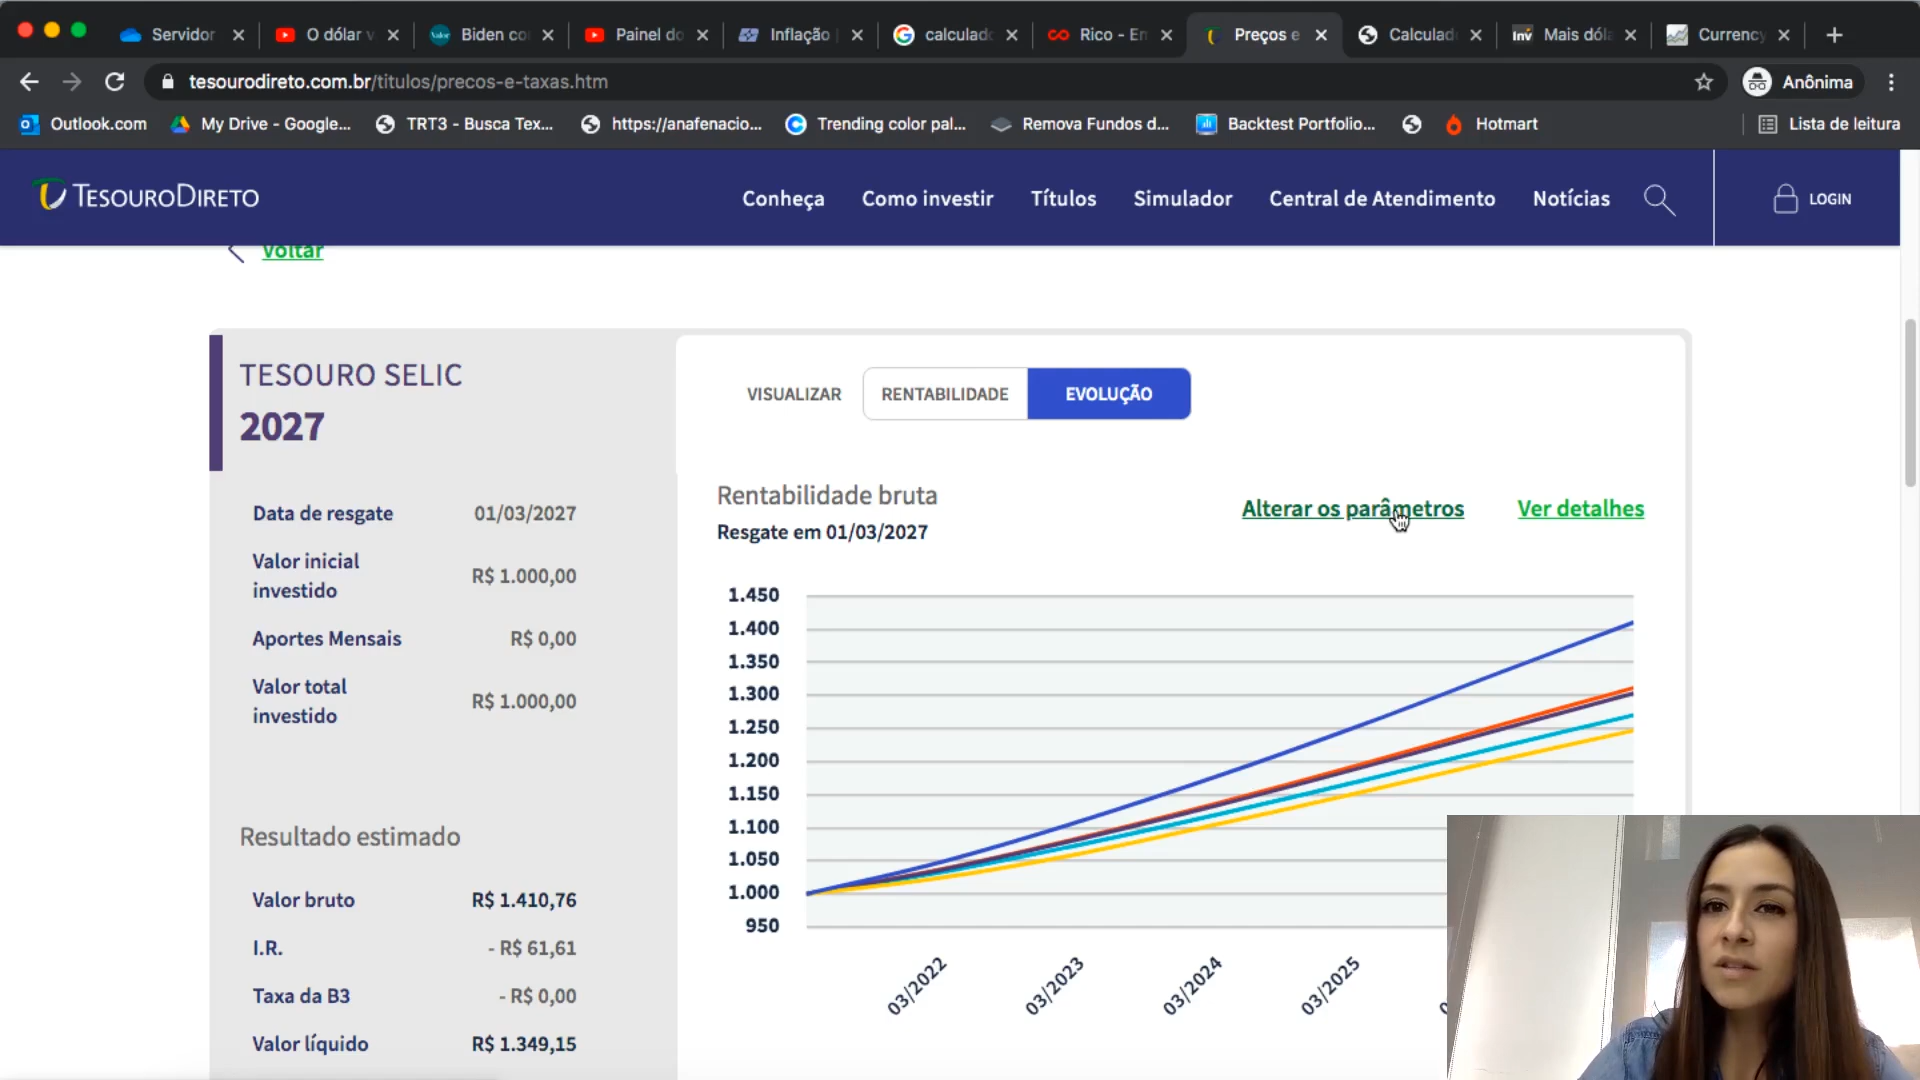 Servidor
O dólar v
Biden co
Painel do
Inflação
calculado
Rico - En
Preços e
Calculad
inv Mais dóla
Currency
tesourodireto.com.br/titulos/precos-e-taxas.htm
Anônima
Outlook.com
My Drive - Google...
TRT3 - Busca Tex...
https://anafenacio...
Trending color pal...
Remova Fundos d...
Backtest Portfolio...
Hotmart
Lista de leitura
TESOURODIRETO
Conheça
Como investir
Títulos
Simulador
Central de Atendimento
Notícias
LOGIN
Voltar
TESOURO SELIC
2027
VISUALIZAR
RENTABILIDADE
EVOLUÇÃO
Data de resgate 01/03/2027
Valor inicial
investido R$ 1.000,00
Aportes Mensais R$ 0,00
Valor total
investido R$ 1.000,00
Resultado estimado
Valor bruto R$ 1.410,76
I.R. - R$ 61,61
Taxa da B3 - R$ 0,00
Valor líquido R$ 1.349,15
Rentabilidade bruta
Resgate em 01/03/2027
Alterar os parâmetros
Ver detalhes
1.450
1.400
1.350
1.300
1.250
1.200
1.150
1.100
1.050
1.000
950
03/2022
03/2023
03/2024
03/2025